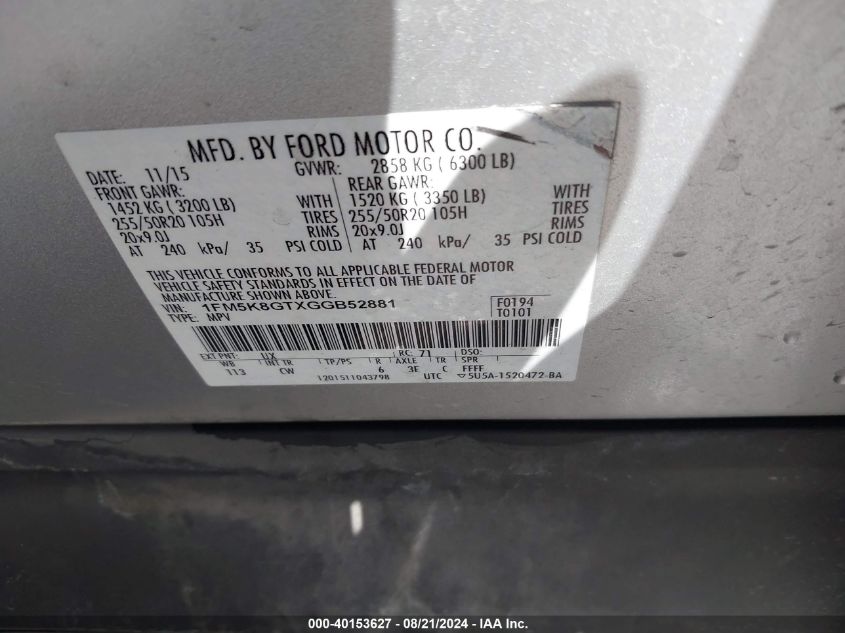 MFD. BY FORD MOTOR CO.
DATE: 11/15 GVWR: 2858 KG ( 6300 LB)
FRONT GAWR: REAR GAWR:
1452 KG ( 3200 LB) WITH 1520 KG ( 3350 LB) WITH
255/50R20 105H TIRES 255/50R20 105H TIRES
20x9.0J RIMS 20x9.0J RIMS
AT 240 kPa/ 35 PSI COLD AT 240 kPa/ 35 PSI COLD
THIS VEHICLE CONFORMS TO ALL APPLICABLE FEDERAL MOTOR
VEHICLE SAFETY STANDARDS IN EFFECT ON THE DATE OF
MANUFACTURE SHOWN ABOVE.
VIN: 1FM5K8GTXGGB52881 F0194
TYPE: MPV T0101
EXT PNT: UX RC: 71 DSO:
WB INT TR TP/PS R AXLE TR SPR
113 CW 6 3E C FFFF
1201511043798 UTC ▽5U5A-1520472-BA
000-40153627 - 08/21/2024 - IAA Inc.